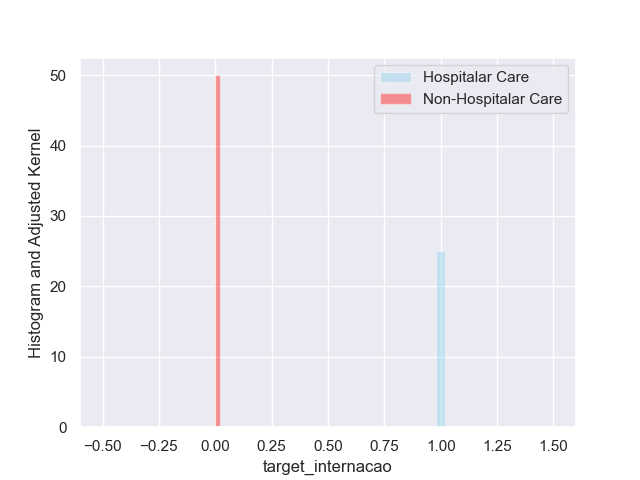 Hospitalar Care
Non-Hospitalar Care
Histogram and Adjusted Kernel
50
40
30
20
10
0
−0.50 −0.25 0.00 0.25 0.50 0.75 1.00 1.25 1.50
target_internacao